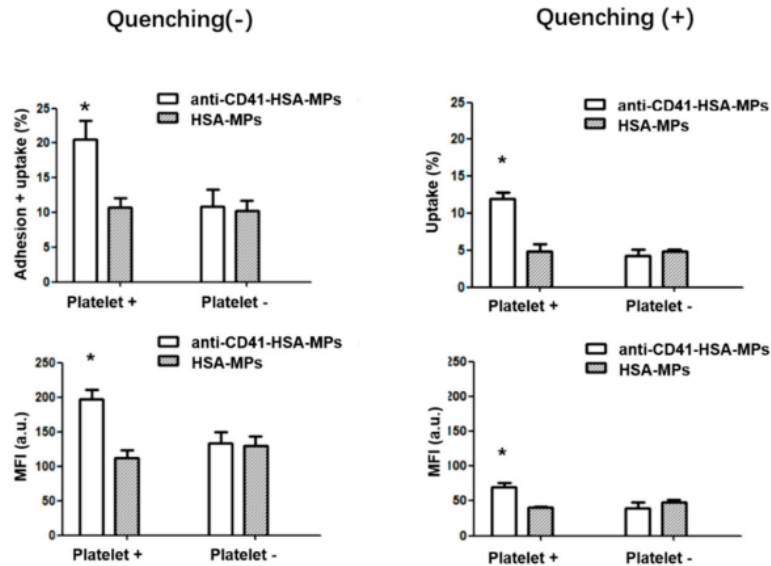 Quenching(-)
Quenching (+)
*
anti-CD41-HSA-MPs
HSA-MPs
Adhesion + uptake (%)
25
20
15
10
5
0
Platelet +
Platelet -
*
anti-CD41-HSA-MPs
HSA-MPs
Uptake (%)
25
20
15
10
5
0
Platelet +
Platelet -
*
anti-CD41-HSA-MPs
HSA-MPs
MFI (a.u.)
250
200
150
100
50
0
Platelet +
Platelet -
*
anti-CD41-HSA-MPs
HSA-MPs
MFI (a.u.)
250
200
150
100
50
0
Platelet +
Platelet -